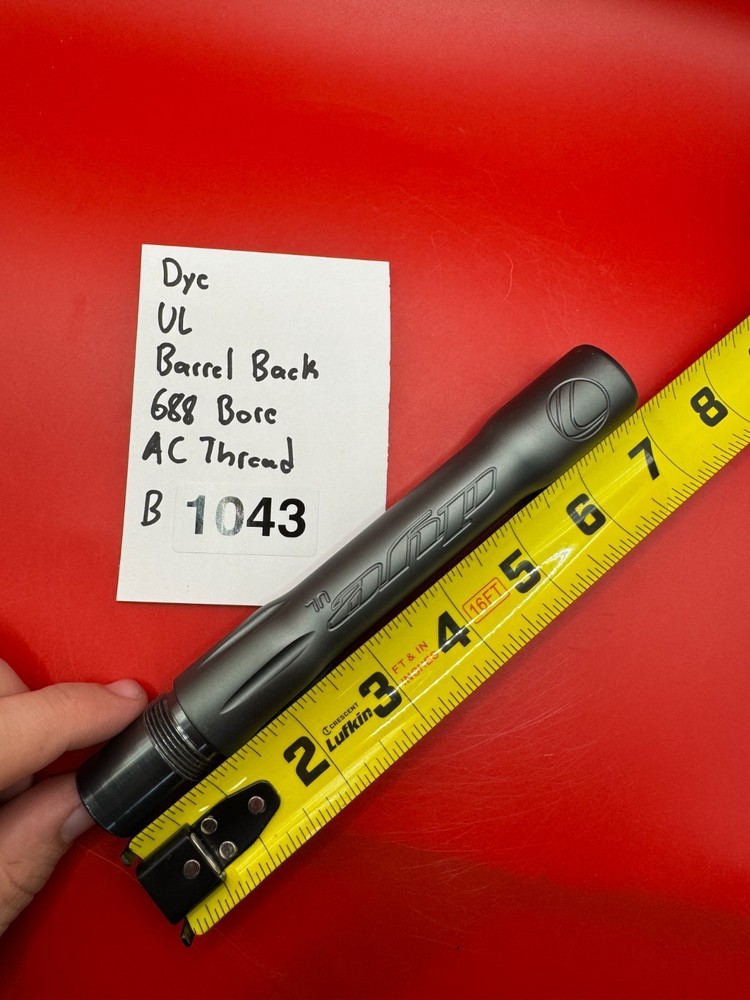 Dye
UL
Barrel Back
688 Bore
AC Thread
B 1043
dye
UL
8
7
6
5
16FT
4
FT & IN
INCHES
3
CRESCENT
Lufkin
2